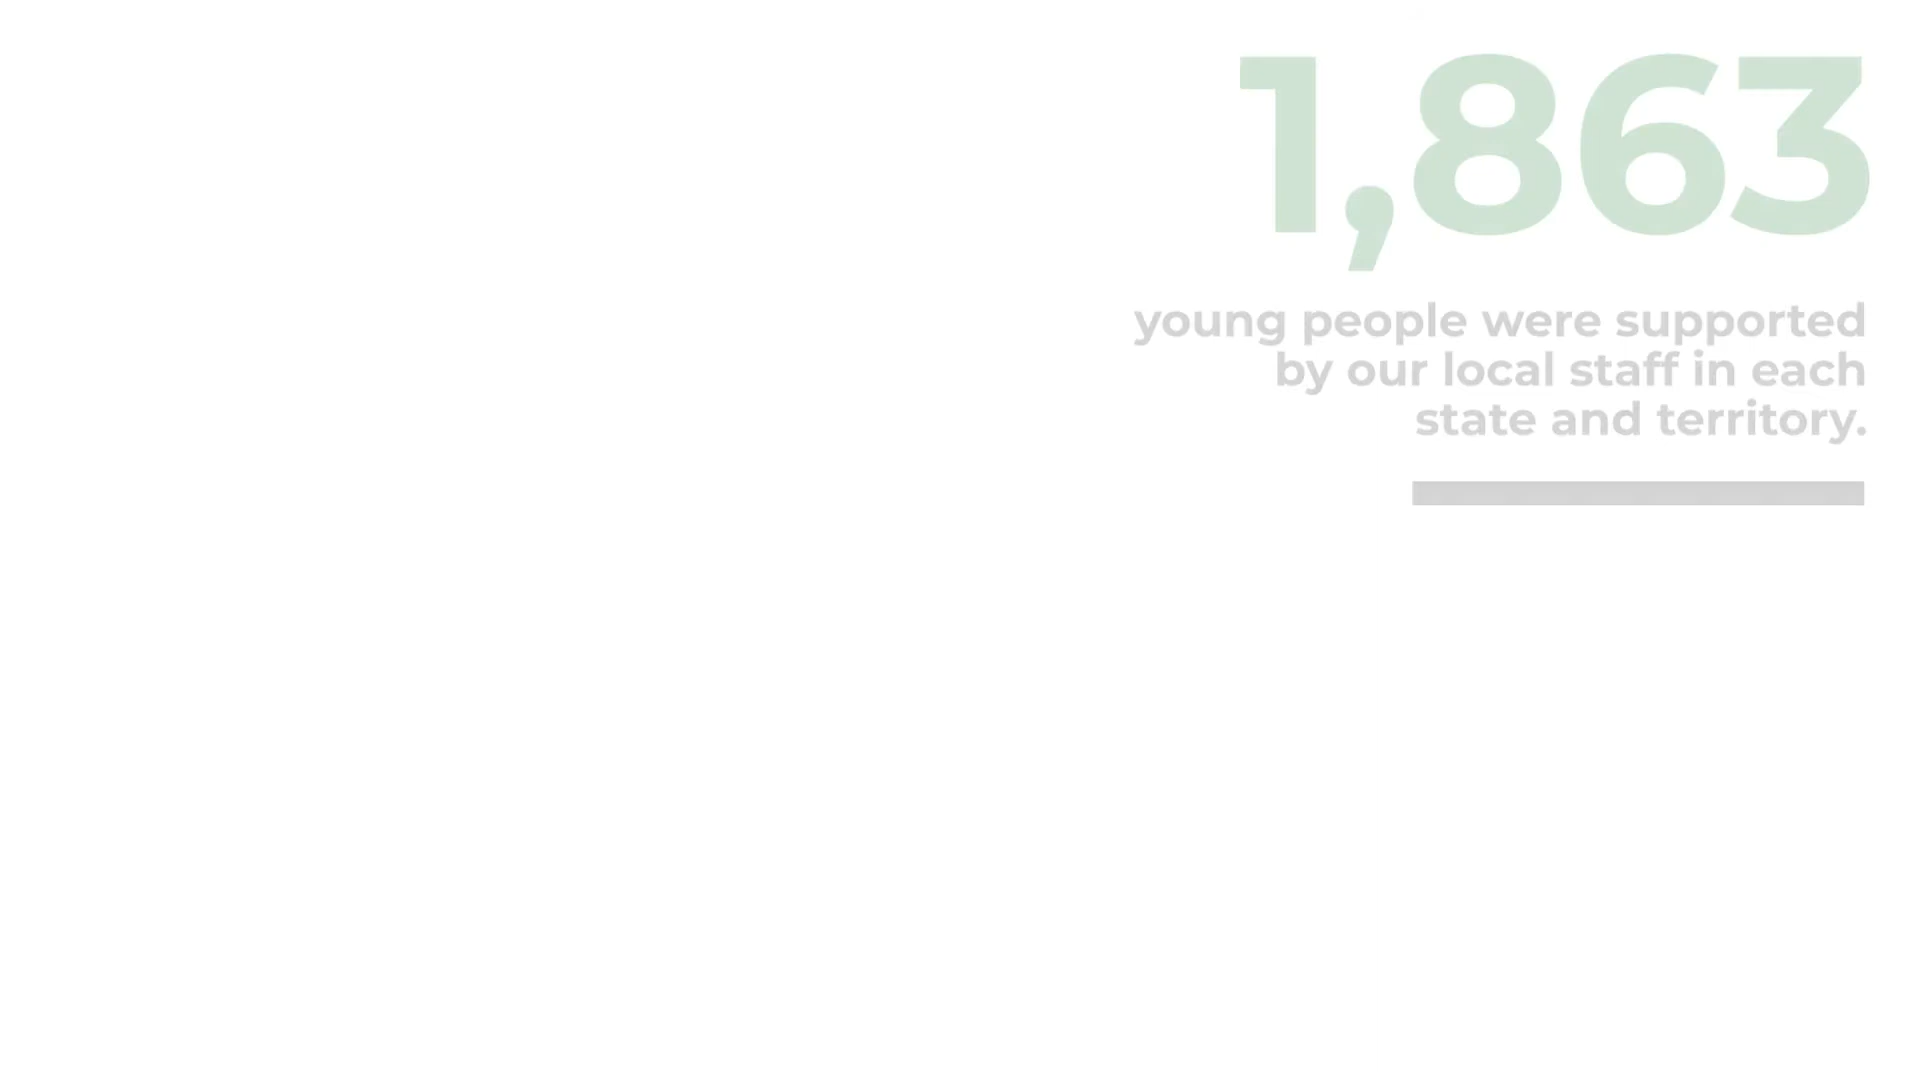 1,863
young people were supported
by our local staff in each
state and territory.